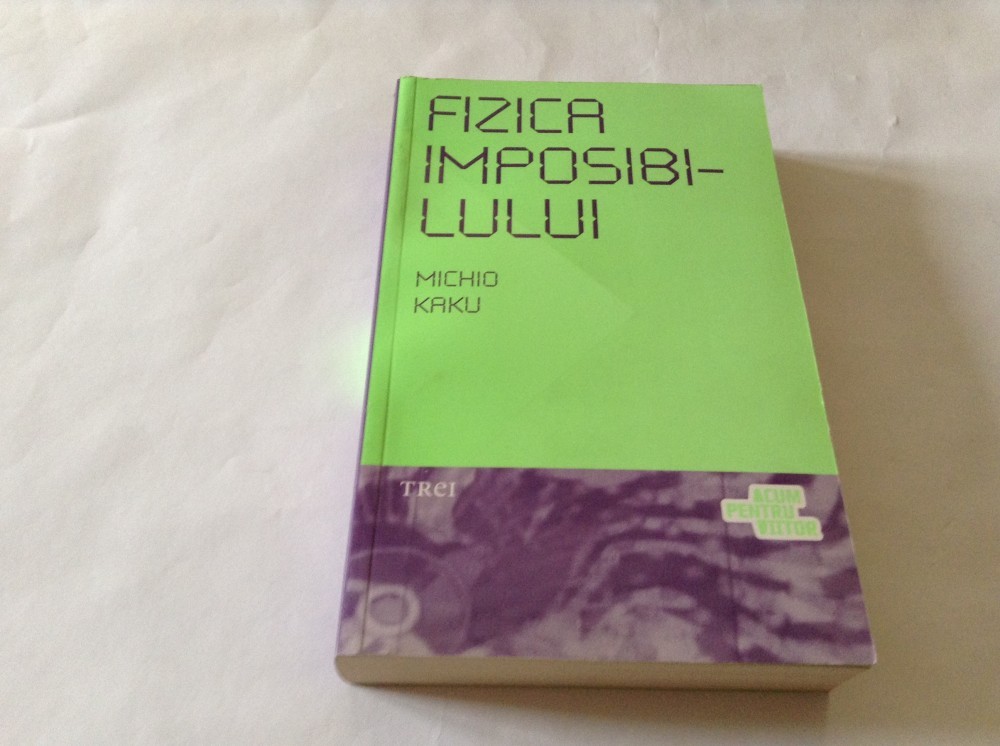 FIZICA
IMPOSIBI-
LULUI
MICHIO
KAKU
TREI
ACUM
PENTRU
VIITOR